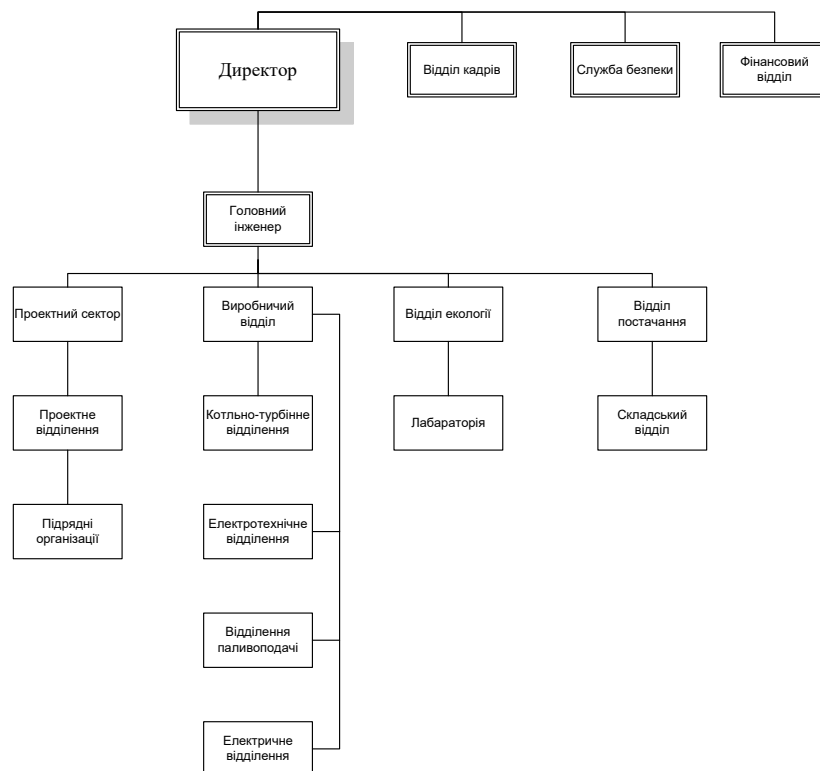 Директор
Відділ кадрів
Служба безпеки
Фінансовий
відділ
Головний
інженер
Проектний сектор
Виробничий
відділ
Відділ екології
Відділ
постачання
Проектне
відділення
Котльно-турбінне
відділення
Лабараторія
Складський
відділ
Підрядні
організації
Електротехнічне
відділення
Відділення
паливоподачі
Електричне
відділення